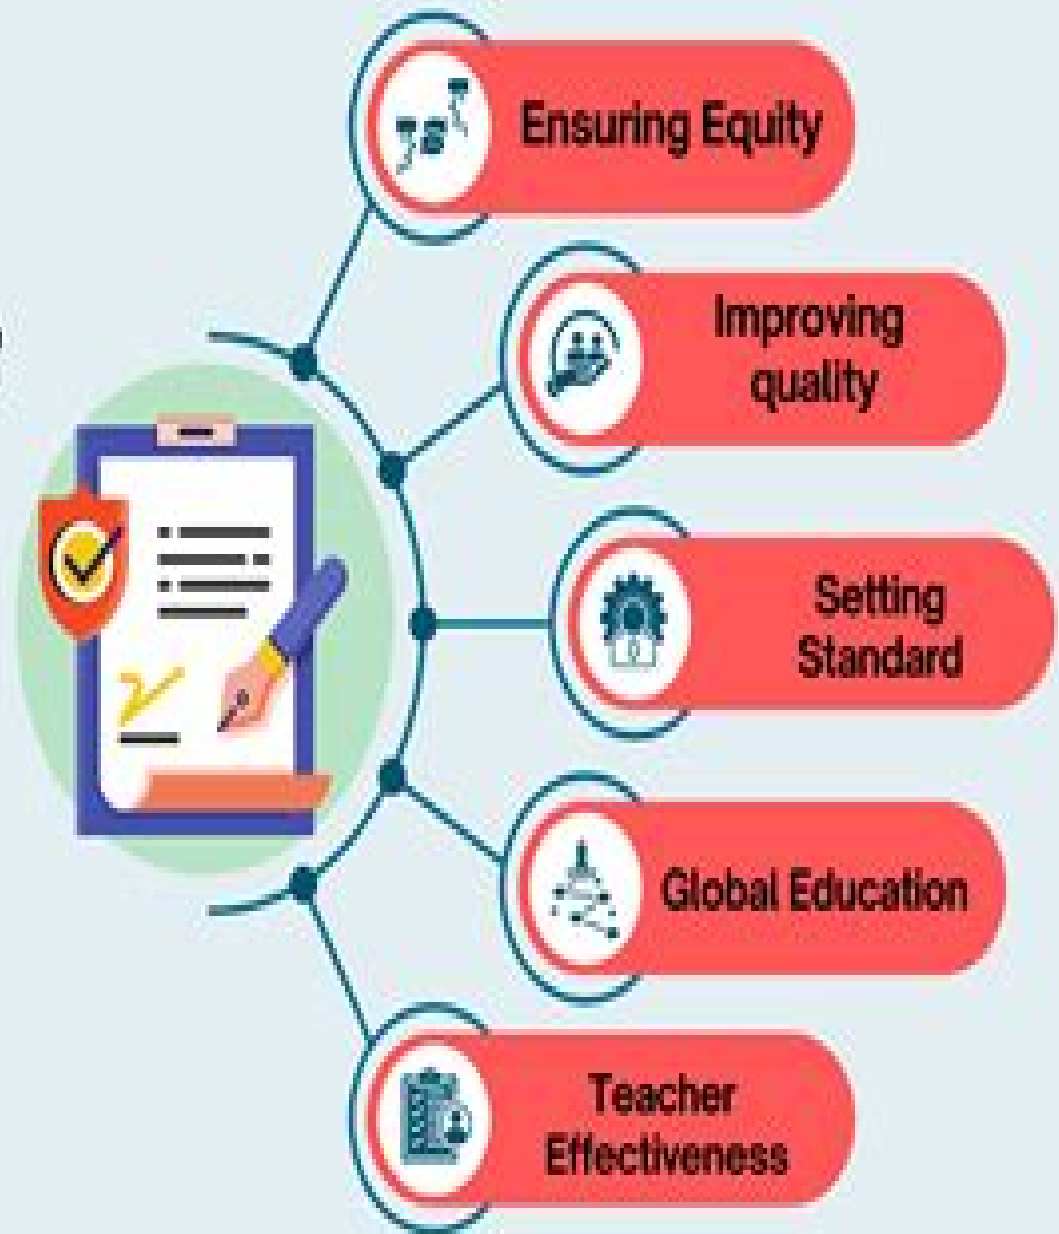 Ensuring Equity
Improving
quality
Setting
Standard
Global Education
Teacher
Effectiveness